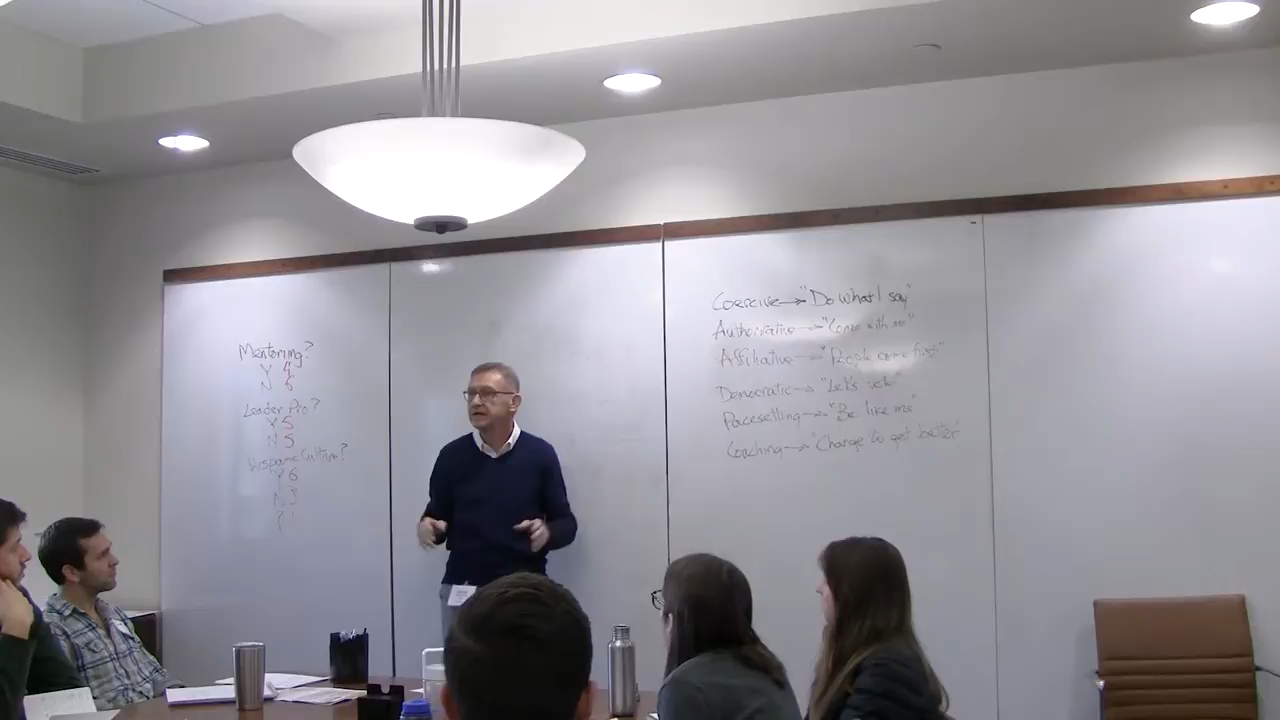 Mentoring?
Y 4
N 6
Leader Pro?
Y 5
N 5
Hispanic Culture?
Y 6
N 3
?
Coercive → "Do what I say"
Authoritative → "Come with me"
Affiliative → "People come first"
Democratic → "Let's vote"
Pacesetting → "Be like me"
Coaching → "Change to get better"